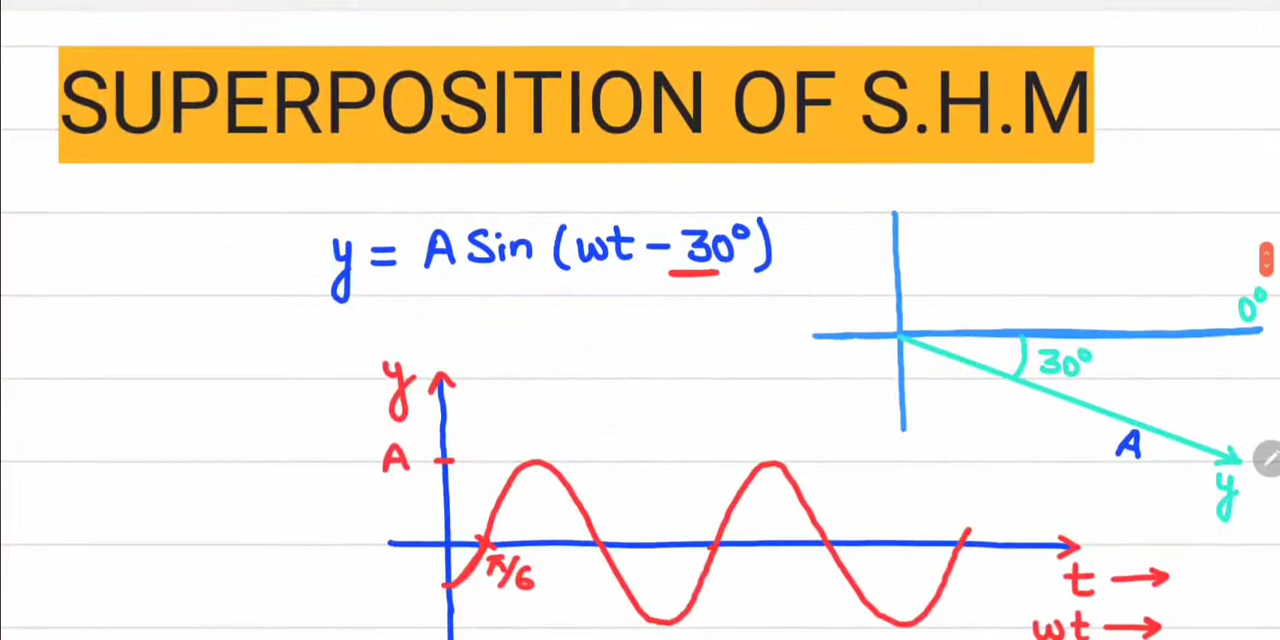 SUPERPOSITION OF S.H.M
y = A Sin (wt - 30°)
0°
30°
A
y
y
A
π/6
t →
wt →